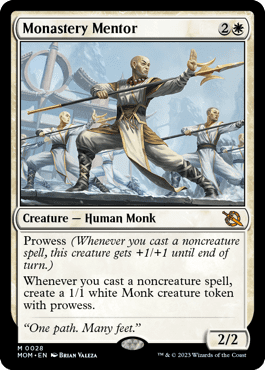 Monastery Mentor 2
Creature — Human Monk
Prowess (Whenever you cast a noncreature
spell, this creature gets +1/+1 until end of
turn.)
Whenever you cast a noncreature spell,
create a 1/1 white Monk creature token
with prowess.
“One path. Many feet.”
2/2
M 0028
MOM • EN BRIAN VALEZA
™ & © 2023 Wizards of the Coast